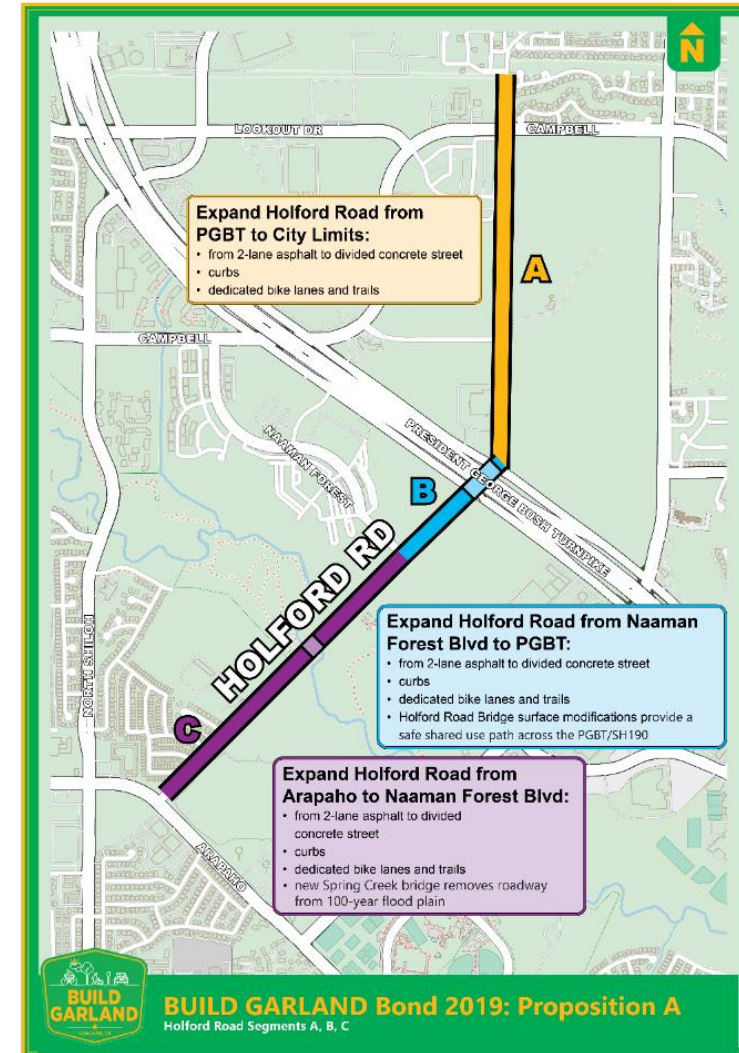 N
LOOKOUT DR
CAMPBELL
Expand Holford Road from
PGBT to City Limits:
• from 2-lane asphalt to divided concrete street
• curbs
• dedicated bike lanes and trails
A
CAMPBELL
NAAMAN FOREST
PRESIDENT GEORGE BUSH TURNPIKE
B
HOLFORD RD
NORTH SHILOH
Expand Holford Road from Naaman
Forest Blvd to PGBT:
• from 2-lane asphalt to divided concrete street
• curbs
• dedicated bike lanes and trails
• Holford Road Bridge surface modifications provide a
safe shared use path across the PGBT/SH190
C
Expand Holford Road from
Arapaho to Naaman Forest Blvd:
• from 2-lane asphalt to divided
concrete street
• curbs
• dedicated bike lanes and trails
• new Spring Creek bridge removes roadway
from 100-year flood plain
ARAPAHO
BUILD
GARLAND
BUILD GARLAND Bond 2019: Proposition A
Holford Road Segments A, B, C